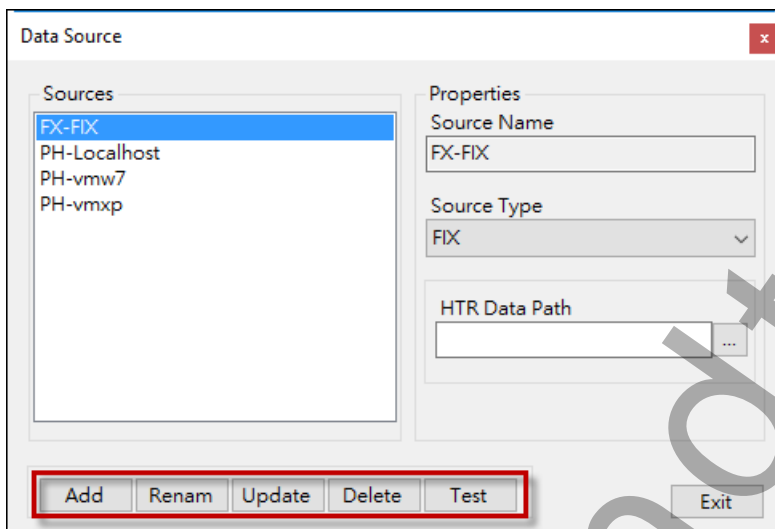 Data Source
x
Sources
FX-FIX
PH-Localhost
PH-vmw7
PH-vmxp
Properties
Source Name
FX-FIX
Source Type
FIX
HTR Data Path
...
Add Renam Update Delete Test
Exit